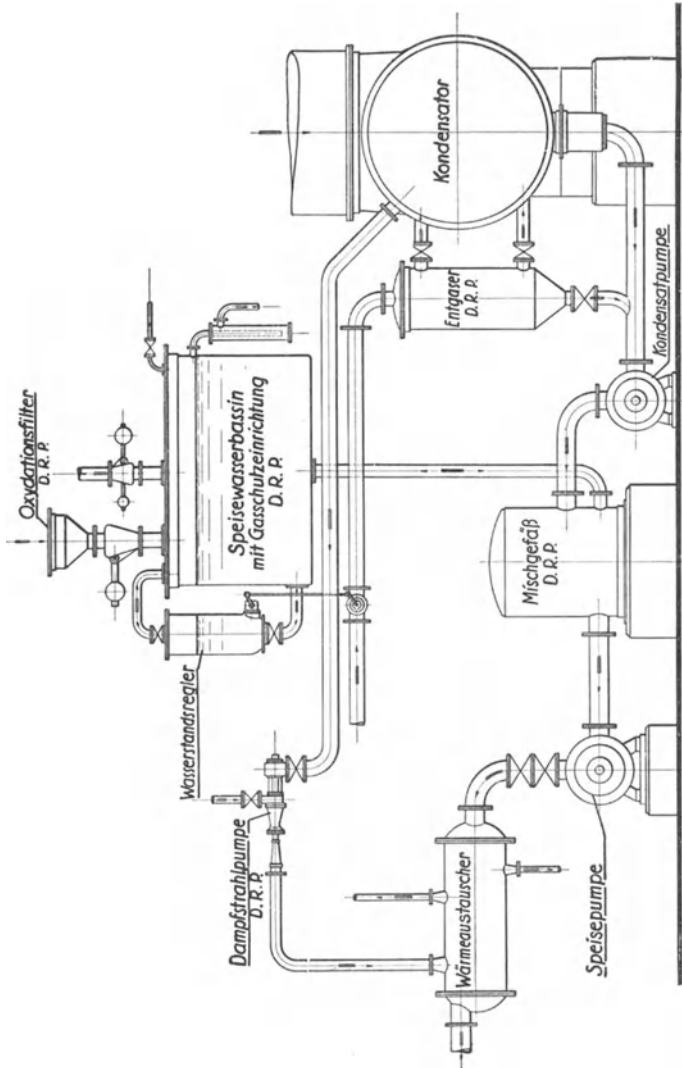 Oxydationsfilter
D. R. P.
Wasserstandsregler
Speisewasserbassin
mit Gasschutzeinrichtung
D. R. P.
Dampfstrahlpumpe
D. R. P.
Kondensator
Entgaser
D. R. P.
Wärmeaustauscher
Mischgefäß
D. R. P.
Kondensatpumpe
Speisepumpe